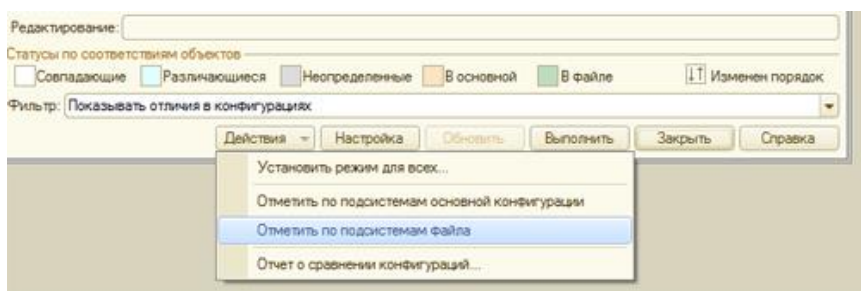 Редактирование:
Статусы по соответствиям объектов
Совпадающие Различающиеся Неопределенные В основной В файле Изменен порядок
Фильтр: Показывать отличия в конфигурациях
Действия Настройка Обновить Выполнить Закрыть Справка
Установить режим для всех...
Отметить по подсистемам основной конфигурации
Отметить по подсистемам файла
Отчет о сравнении конфигураций...